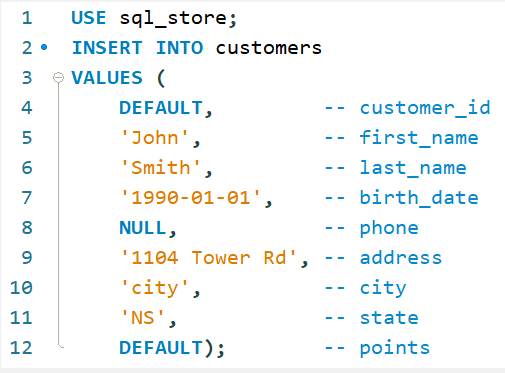 1 USE sql_store;
2 INSERT INTO customers
3 VALUES (
4 DEFAULT, -- customer_id
5 'John', -- first_name
6 'Smith', -- last_name
7 '1990-01-01', -- birth_date
8 NULL, -- phone
9 '1104 Tower Rd', -- address
10 'city', -- city
11 'NS', -- state
12 DEFAULT); -- points